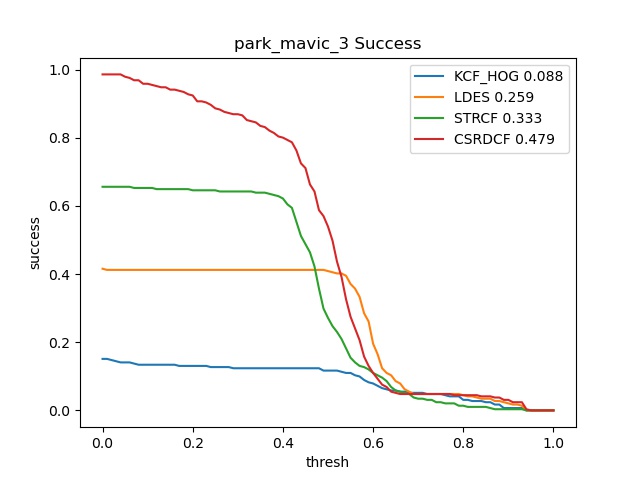 park_mavic_3 Success
KCF_HOG 0.088
LDES 0.259
STRCF 0.333
CSRDCF 0.479
success
1.0
0.8
0.6
0.4
0.2
0.0
0.0 0.2 0.4 0.6 0.8 1.0
thresh